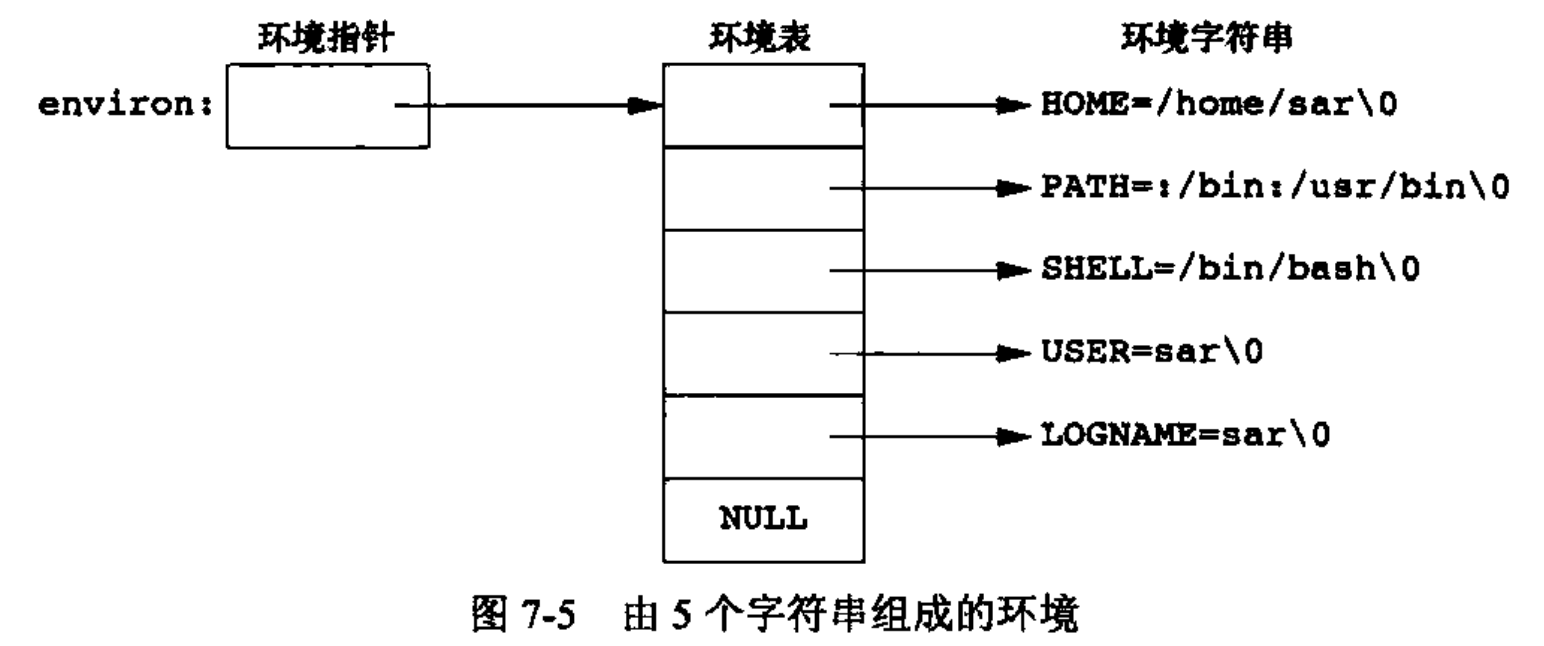 环境指针 环境表 环境字符串
environ: HOME=/home/sar\0
PATH=:/bin:/usr/bin\0
SHELL=/bin/bash\0
USER=sar\0
LOGNAME=sar\0
NULL
图 7-5 由 5 个字符串组成的环境